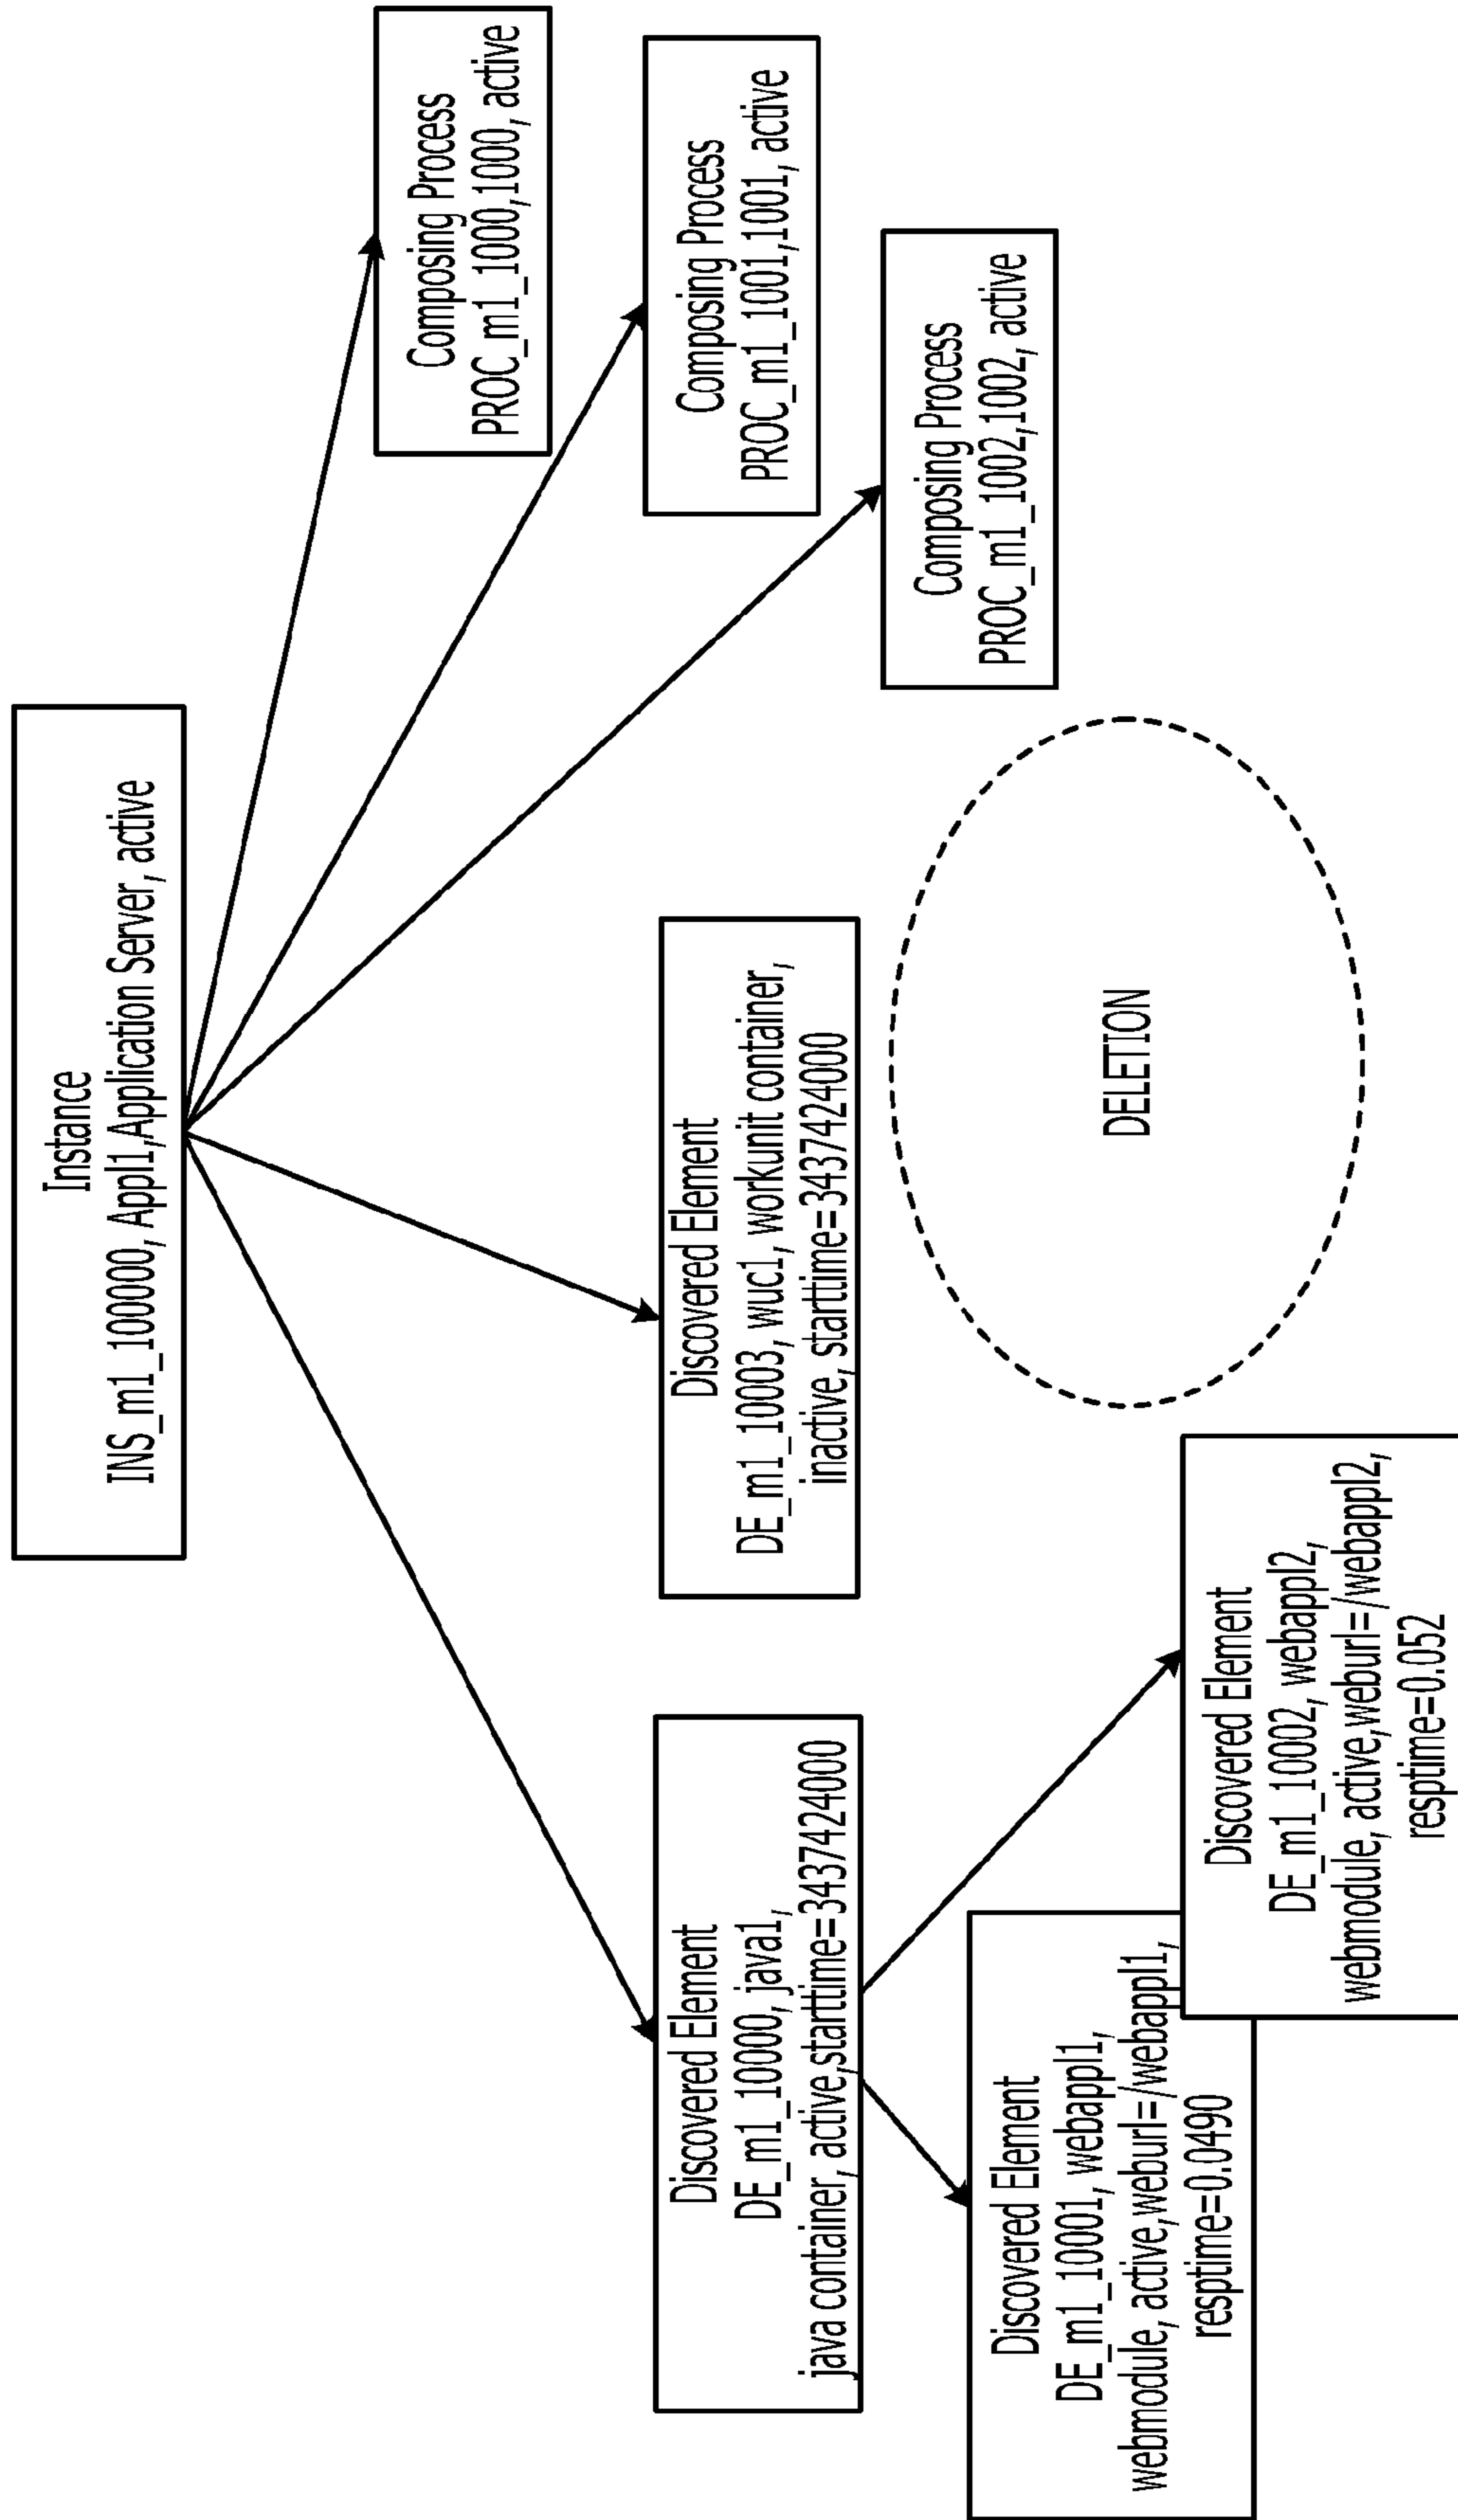 Instance
INS_m1_100000, Appl1,Application Server, active
Discovered Element
DE_m1_10000, java1,
java container, active,starttime=3437424000
Discovered Element
DE_m1_10003, wuc1, workunit container,
inactive, starttime=3437424000
Composing Process
PROC_m1_1000,1000, active
Composing Process
PROC_m1_1001,1001, active
Composing Process
PROC_m1_1002,1002, active
Discovered Element
DE_m1_10001, webappl1,
webmodule, active,weburl=/webappl1,
resptime=0.0490
Discovered Element
DE_m1_10002, webappl2,
webmodule, active,weburl=/webappl2,
resptime=0.052
DELETION